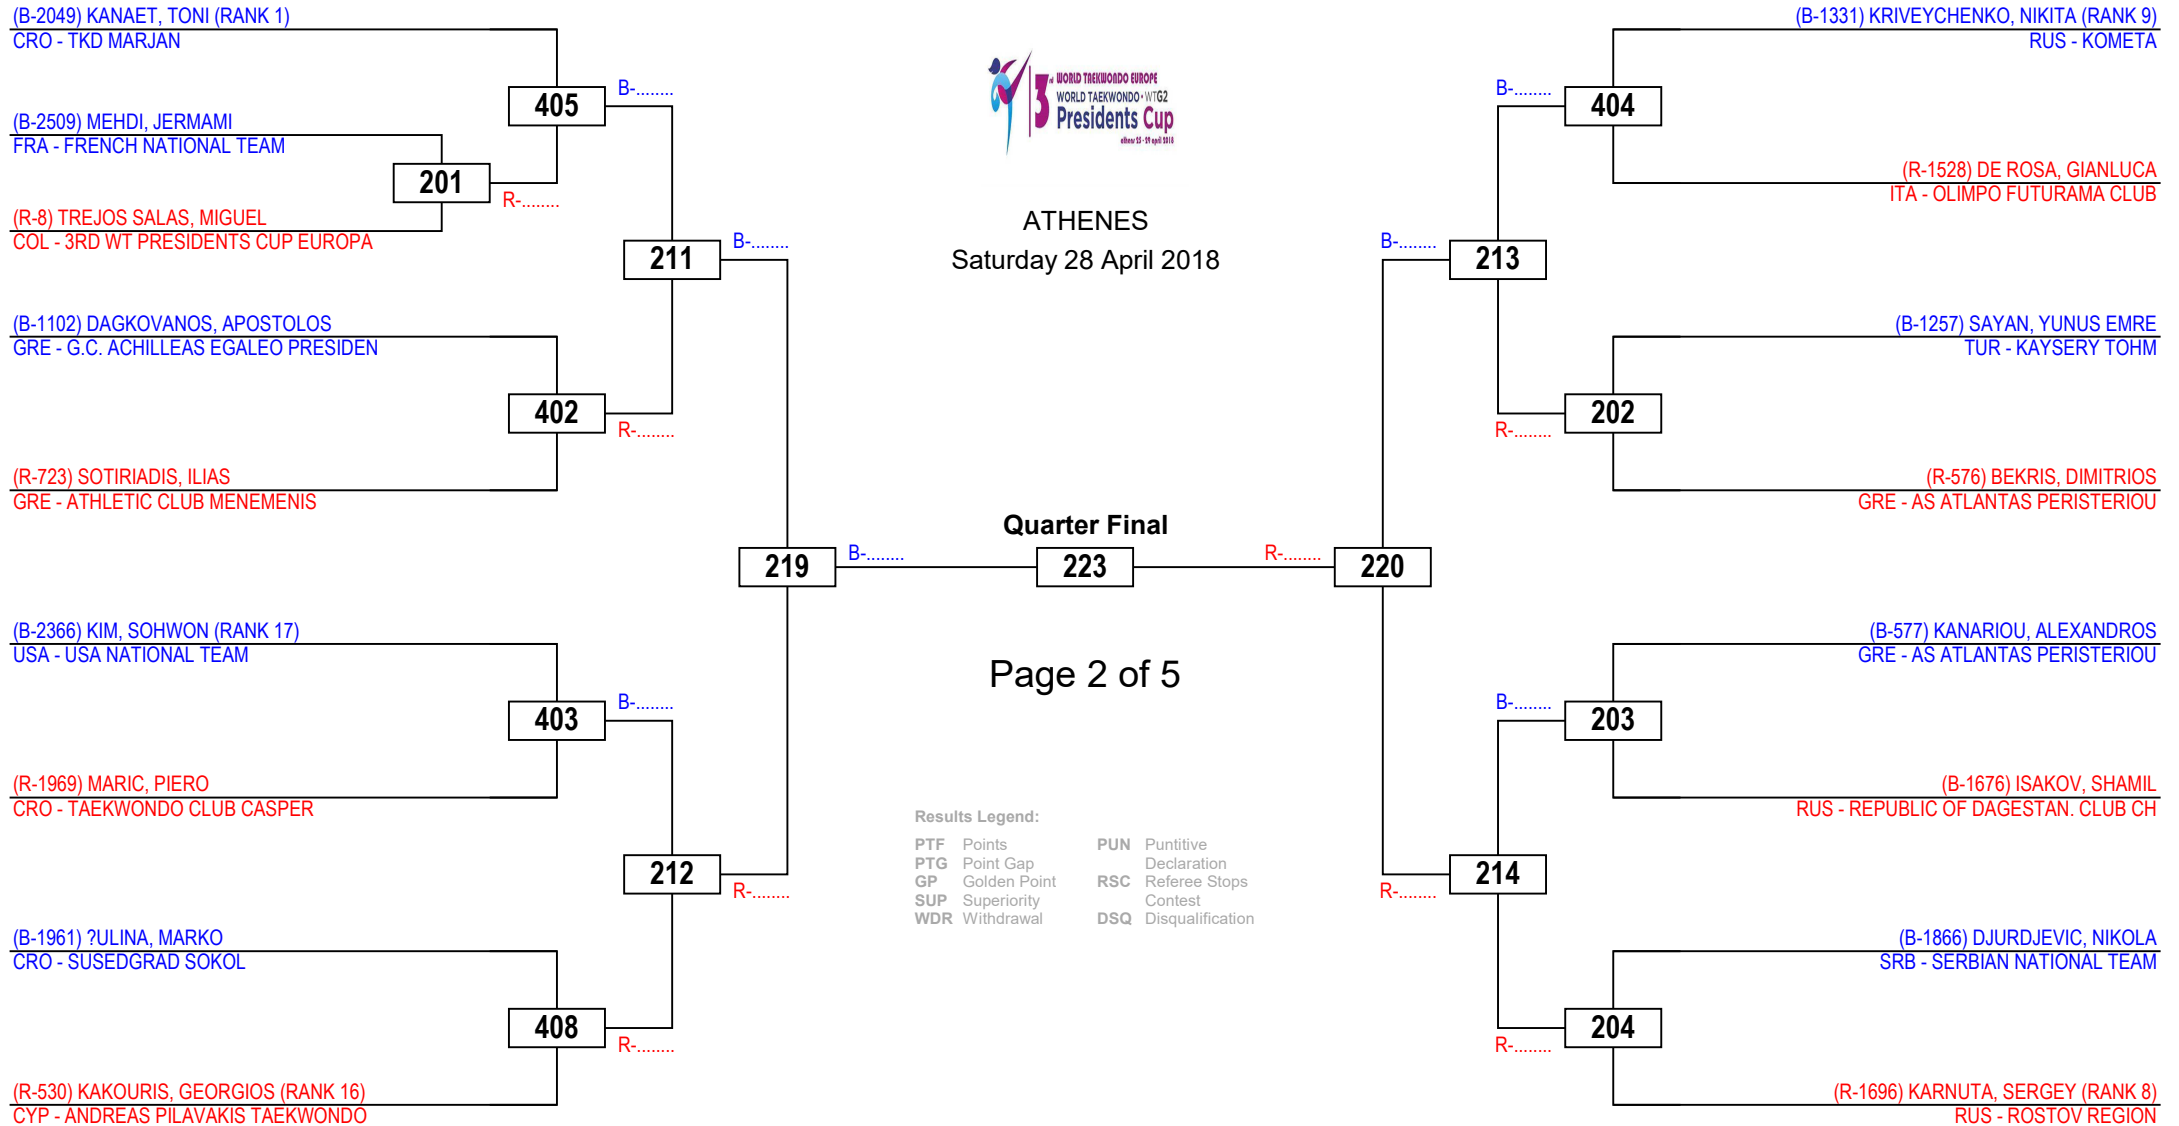 (B-2049) KANAET, TONI (RANK 1)
CRO - TKD MARJAN
(B-2509) MEHDI, JERMAMI
FRA - FRENCH NATIONAL TEAM
(R-8) TREJOS SALAS, MIGUEL
COL - 3RD WT PRESIDENTS CUP EUROPA
(B-1102) DAGKOVANOS, APOSTOLOS
GRE - G.C. ACHILLEAS EGALEO PRESIDEN
(R-723) SOTIRIADIS, ILIAS
GRE - ATHLETIC CLUB MENEMENIS
(B-2366) KIM, SOHWON (RANK 17)
USA - USA NATIONAL TEAM
(R-1969) MARIC, PIERO
CRO - TAEKWONDO CLUB CASPER
(B-1961) ?ULINA, MARKO
CRO - SUSEDGRAD SOKOL
(R-530) KAKOURIS, GEORGIOS (RANK 16)
CYP - ANDREAS PILAVAKIS TAEKWONDO
201
R-........
405
B-........
402
R-........
403
B-........
408
R-........
211
B-........
212
R-........
219
B-........
3rd WORLD TAEKWONDO EUROPE
WORLD TAEKWONDO · WTG2
Presidents Cup
athens 25 - 29 april 2018
ATHENES
Saturday 28 April 2018
Quarter Final
223
Page 2 of 5
Results Legend:
PTF Points
PTG Point Gap
GP Golden Point
SUP Superiority
WDR Withdrawal
PUN Puntitive
Declaration
RSC Referee Stops
Contest
DSQ Disqualification
R-........
220
B-........
213
R-........
214
B-........
404
R-........
202
B-........
203
R-........
204
(B-1331) KRIVEYCHENKO, NIKITA (RANK 9)
RUS - KOMETA
(R-1528) DE ROSA, GIANLUCA
ITA - OLIMPO FUTURAMA CLUB
(B-1257) SAYAN, YUNUS EMRE
TUR - KAYSERY TOHM
(R-576) BEKRIS, DIMITRIOS
GRE - AS ATLANTAS PERISTERIOU
(B-577) KANARIOU, ALEXANDROS
GRE - AS ATLANTAS PERISTERIOU
(B-1676) ISAKOV, SHAMIL
RUS - REPUBLIC OF DAGESTAN. CLUB CH
(B-1866) DJURDJEVIC, NIKOLA
SRB - SERBIAN NATIONAL TEAM
(R-1696) KARNUTA, SERGEY (RANK 8)
RUS - ROSTOV REGION